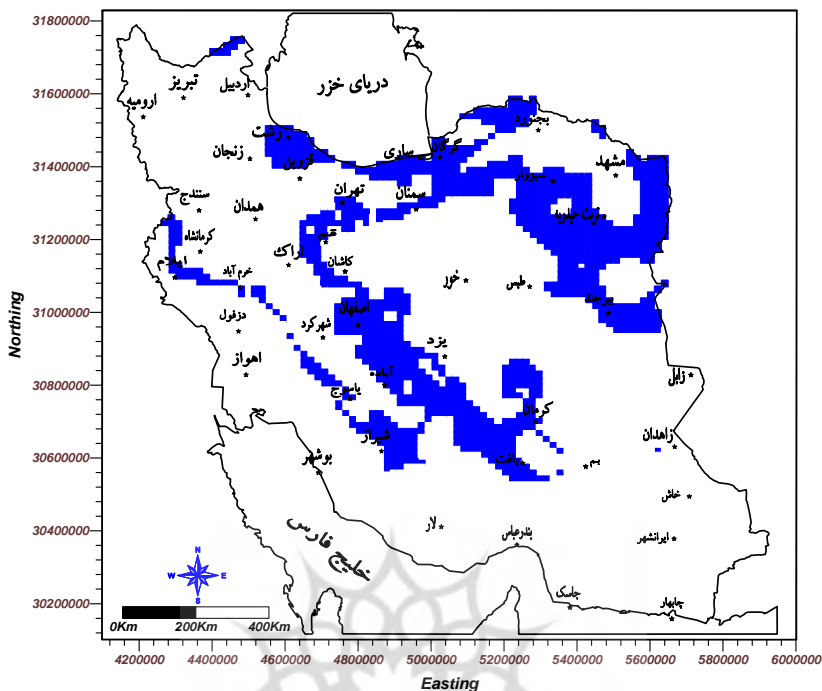 31800000
31600000
31400000
31200000
31000000
30800000
30600000
30400000
30200000
Northing
دریای خزر
تبریز
اردبیل
ارومیه
رشت
زنجان
قزوین
ساری
گرگان
بجنورد
مشهد
سبزوار
سنندج
همدان
تهران
سمنان
تربت حیدریه
کرمانشاه
قم
ایلام
خرم آباد
اراک
کاشان
خور
طبس
بیرجند
دزفول
شهرکرد
اصفهان
یزد
اهواز
آباده
یاسوج
زابل
کرمان
شیراز
زاهدان
بوشهر
بافت
بم
خاش
لار
بندرعباس
ایرانشهر
خلیج فارس
جاسک
چابهار
N
W E
S
0Km 200Km 400Km
4200000 4400000 4600000 4800000 5000000 5200000 5400000 5600000 5800000 6000000
Easting